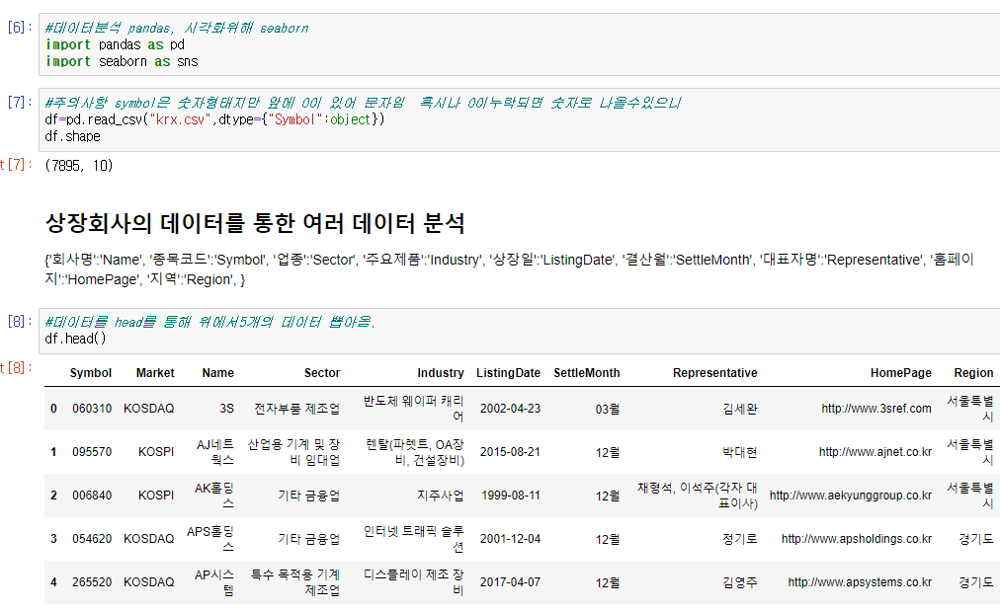 [6]: #데이터분석 pandas, 시각화위해 seaborn
import pandas as pd
import seaborn as sns
[7]: #주의사항 symbol은 숫자형태지만 앞에 00이 있어 문자임 혹시나 00이누락되면 숫자로 나올수있으니
df=pd.read_csv("krx.csv",dtype={"Symbol":object})
df.shape
t[7]: (7895, 10)
상장회사의 데이터를 통한 여러 데이터 분석
{'회사명':'Name', '종목코드':'Symbol', '업종':'Sector', '주요제품':'Industry', '상장일':'ListingDate', '결산월':'SettleMonth', '대표자명':'Representative', '홈페이
지':'HomePage', '지역':'Region', }
[8]: #데이터를 head를 통해 위에서5개의 데이터 뽑아옴.
df.head()
t[8]:
Symbol Market Name Sector Industry ListingDate SettleMonth Representative HomePage Region
0 060310 KOSDAQ 3S 전자부품 제조업 반도체 웨이퍼 캐리
어 2002-04-23 03월 김세완 http://www.3sref.com 서울특별
시
1 095570 KOSPI AJ네트
웍스 산업용 기계 및 장
비 임대업 렌탈(파렛트, OA장
비, 건설장비) 2015-08-21 12월 박대현 http://www.ajnet.co.kr 서울특별
시
2 006840 KOSPI AK홀딩
스 기타 금융업 지주사업 1999-08-11 12월 채형석, 이석주(각자 대
표이사) http://www.aekyunggroup.co.kr 서울특별
시
3 054620 KOSDAQ APS홀딩
스 기타 금융업 인터넷 트래픽 솔루
션 2001-12-04 12월 정기로 http://www.apsholdings.co.kr 경기도
4 265520 KOSDAQ AP시스
템 특수 목적용 기계
제조업 디스플레이 제조 장
비 2017-04-07 12월 김영주 http://www.apsystems.co.kr 경기도